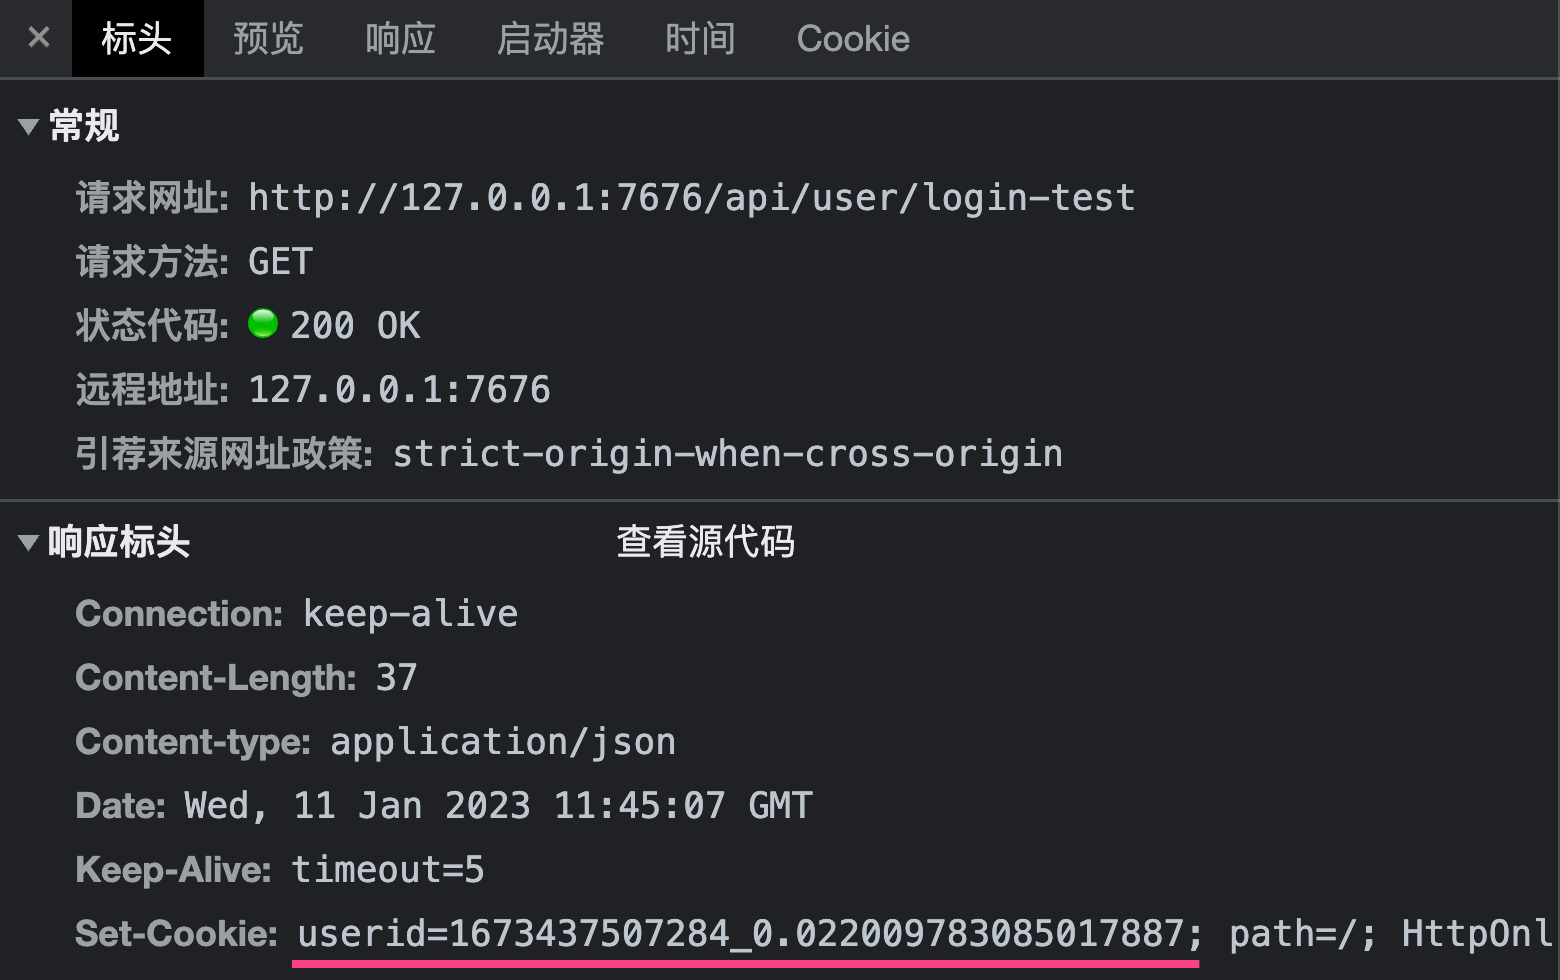 × 标头 预览 响应 启动器 时间 Cookie
▼常规
请求网址: http://127.0.0.1:7676/api/user/login-test
请求方法: GET
状态代码: 200 OK
远程地址: 127.0.0.1:7676
引荐来源网址政策: strict-origin-when-cross-origin
▼响应标头 查看源代码
Connection: keep-alive
Content-Length: 37
Content-type: application/json
Date: Wed, 11 Jan 2023 11:45:07 GMT
Keep-Alive: timeout=5
Set-Cookie: userid=1673437507284_0.022009783085017887; path=/; HttpOnl